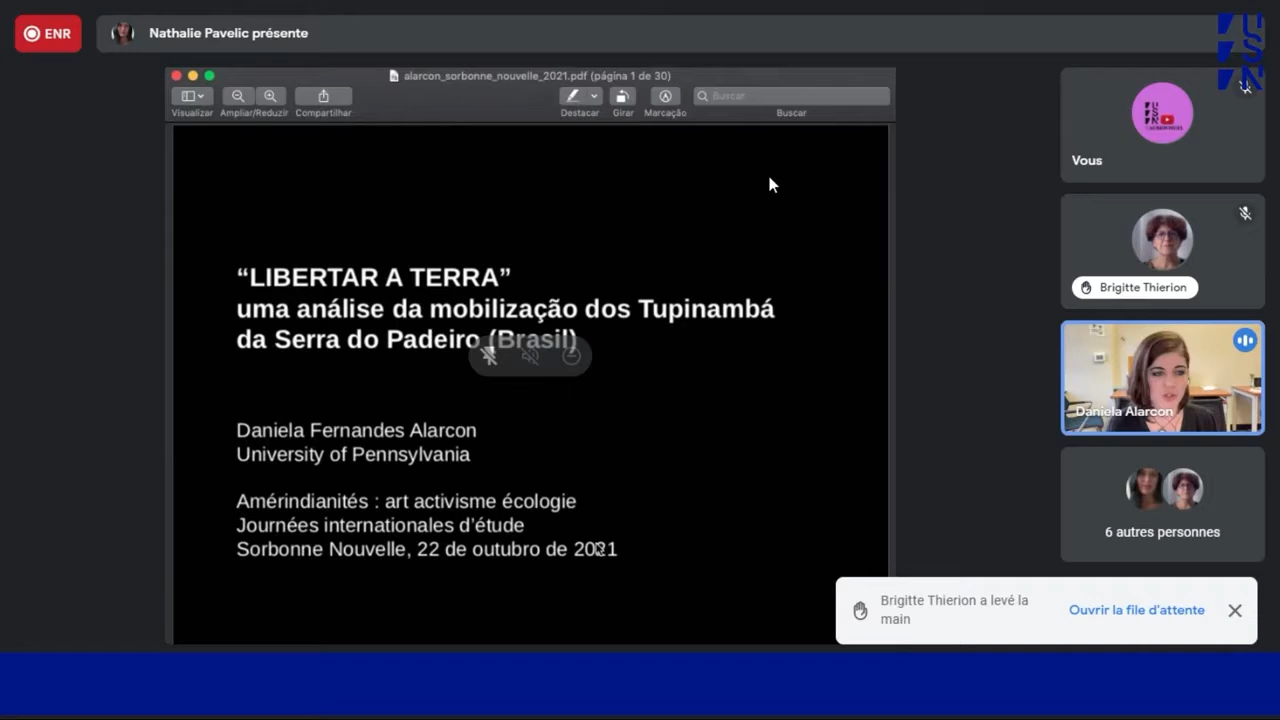 ENR
Nathalie Pavelic présente
USN
alarcon_sorbonne_nouvelle_2021.pdf (página 1 de 30)
Buscar
Visualizar
Ampliar/Reduzir
Compartilhar
Destacar
Girar
Marcação
Buscar
“LIBERTAR A TERRA”
uma análise da mobilização dos Tupinambá
da Serra do Padeiro (Brasil)
Daniela Fernandes Alarcon
University of Pennsylvania
Amérindianités : art activisme écologie
Journées internationales d’étude
Sorbonne Nouvelle, 22 de outubro de 2021
Vous
Brigitte Thierion
Daniela Alarcon
6 autres personnes
Brigitte Thierion a levé la
main
Ouvrir la file d'attente